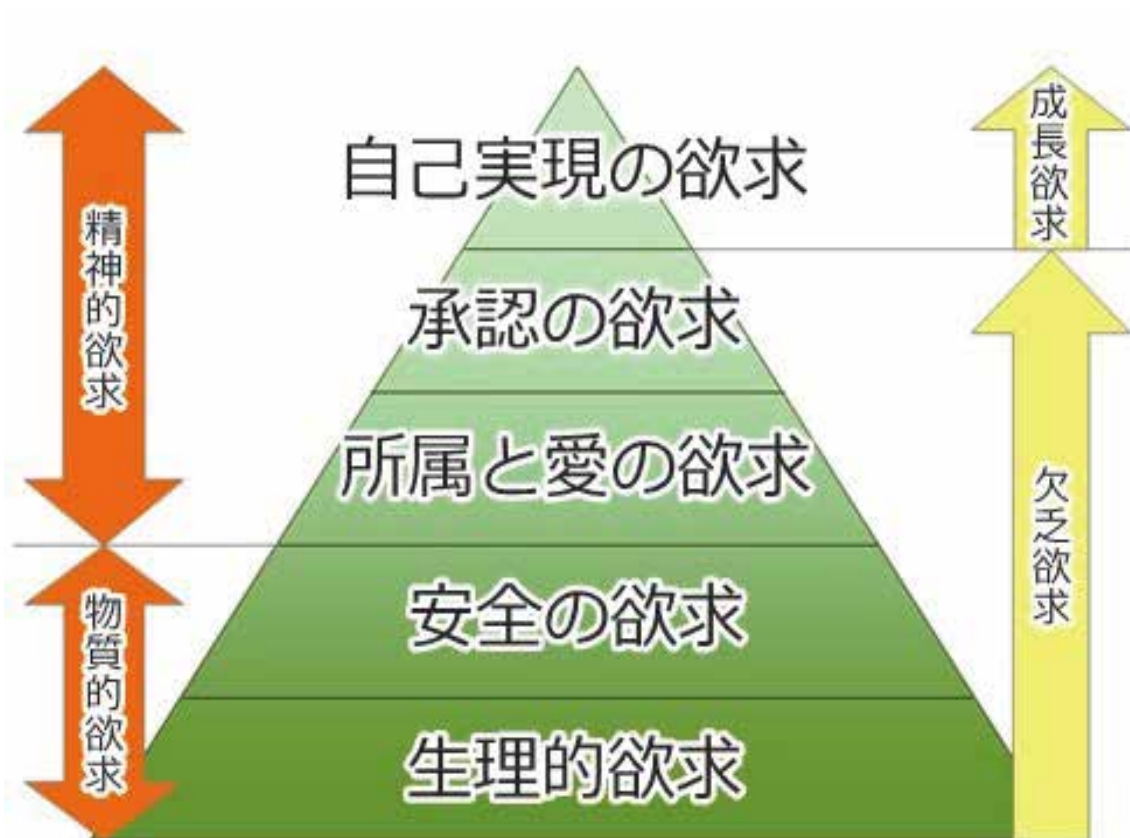 自己実現の欲求
承認の欲求
所属と愛の欲求
安全の欲求
生理的欲求
精神的欲求
物質的欲求
成長欲求
欠乏欲求